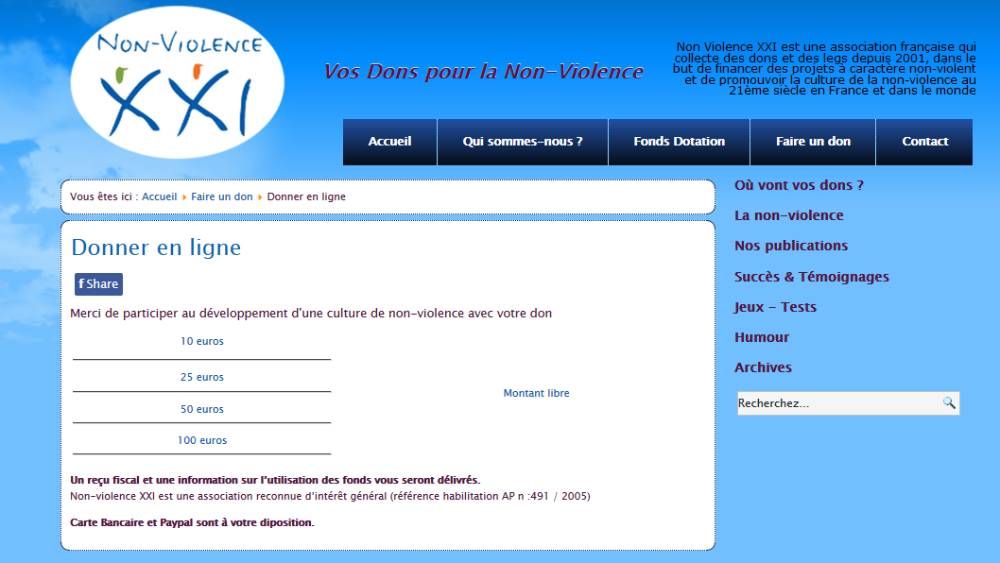 NON-VIOLENCE
XXI
Vos Dons pour la Non-Violence
Non Violence XXI est une association française qui
collecte des dons et des legs depuis 2001, dans le
but de financer des projets à caractère non-violent
et de promouvoir la culture de la non-violence au
21ème siècle en France et dans le monde
Accueil
Qui sommes-nous ?
Fonds Dotation
Faire un don
Contact
Vous êtes ici : Accueil Faire un don Donner en ligne
Donner en ligne
f Share
Merci de participer au développement d'une culture de non-violence avec votre don
10 euros
25 euros
50 euros
100 euros
Montant libre
Un reçu fiscal et une information sur l'utilisation des fonds vous seront délivrés.
Non-violence XXI est une association reconnue d'intérêt général (référence habilitation AP n :491 / 2005)
Carte Bancaire et Paypal sont à votre diposition.
Où vont vos dons ?
La non-violence
Nos publications
Succès & Témoignages
Jeux - Tests
Humour
Archives
Recherchez...